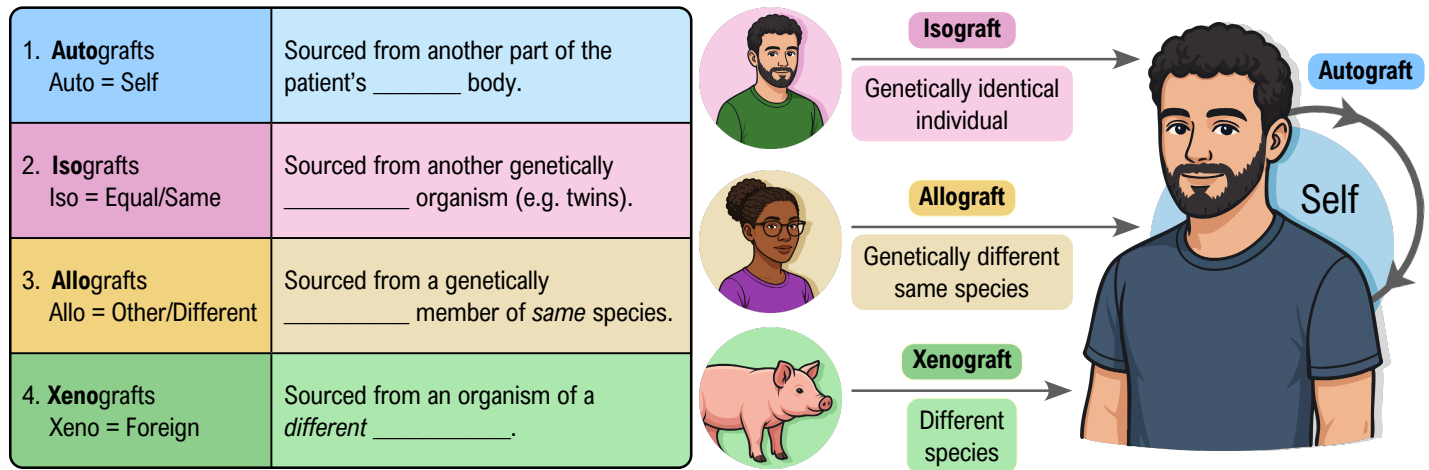 1. Autografts
Auto = Self
Sourced from another part of the
patient's _______ body.
2. Isografts
Iso = Equal/Same
Sourced from another genetically
__________ organism (e.g. twins).
3. Allografts
Allo = Other/Different
Sourced from a genetically
__________ member of same species.
4. Xenografts
Xeno = Foreign
Sourced from an organism of a
different ___________.
Isograft
Genetically identical
individual
Autograft
Self
Allograft
Genetically different
same species
Xenograft
Different
species